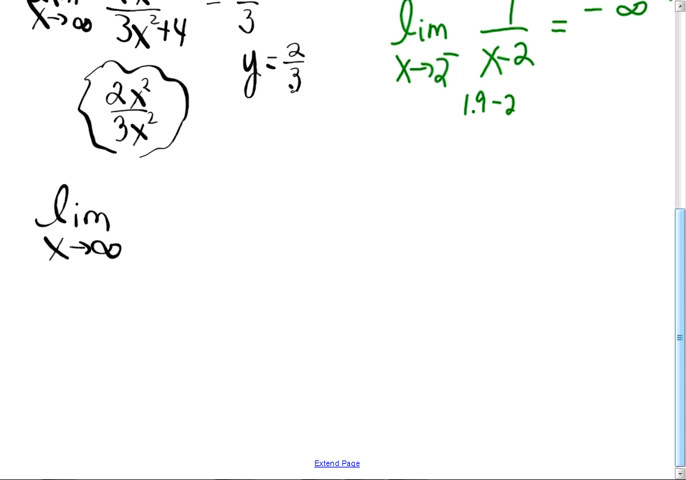 x→∞ 3x²+4 = 3
y = 2/3
2x²/3x²
lim x→2⁻ 1/x-2 = -∞
1.9-2
lim
x→∞
Extend Page